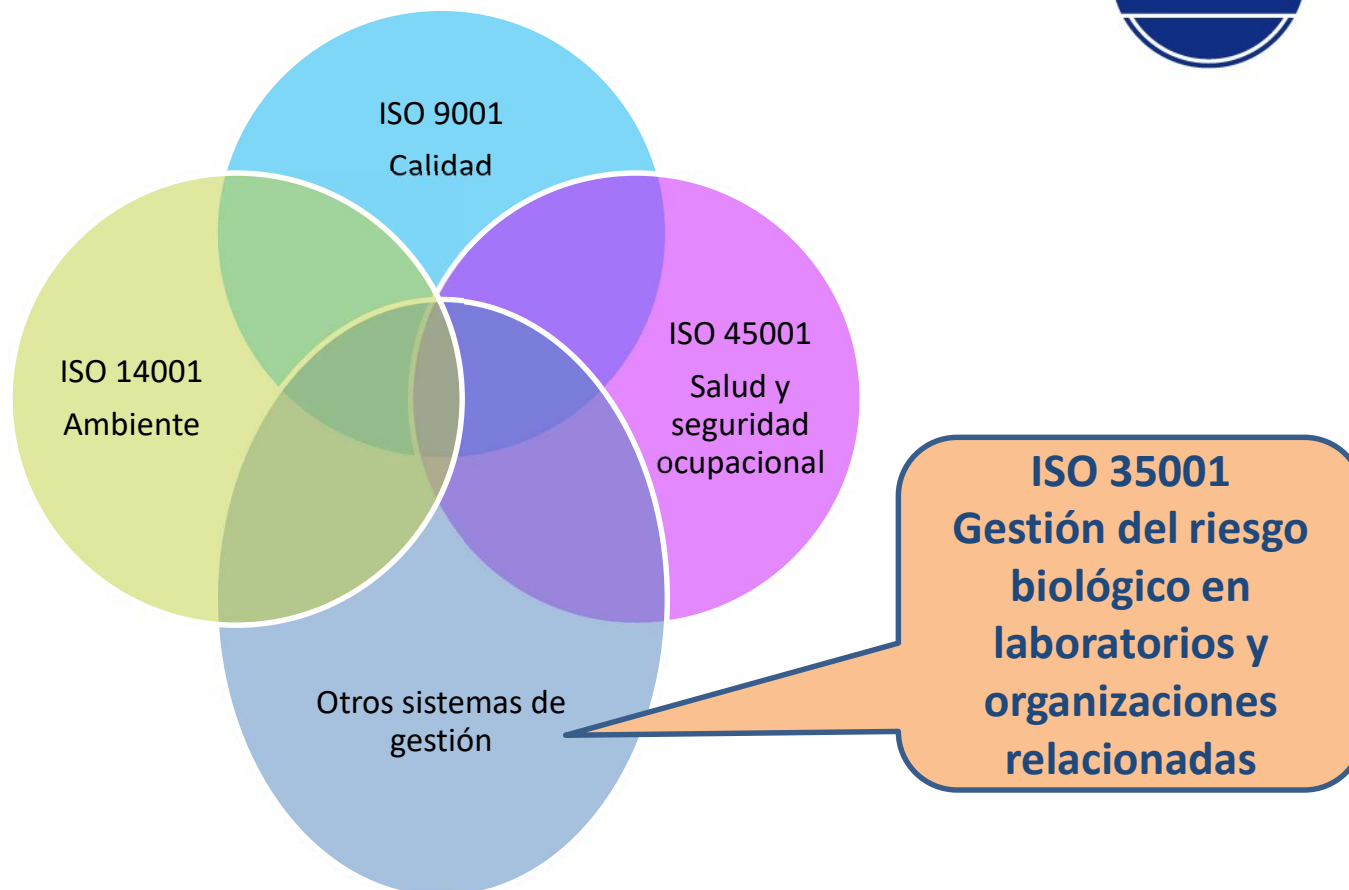 ISO 9001
Calidad
ISO 14001
Ambiente
ISO 45001
Salud y
seguridad
ocupacional
Otros sistemas de
gestión
ISO 35001
Gestión del riesgo
biológico en
laboratorios y
organizaciones
relacionadas